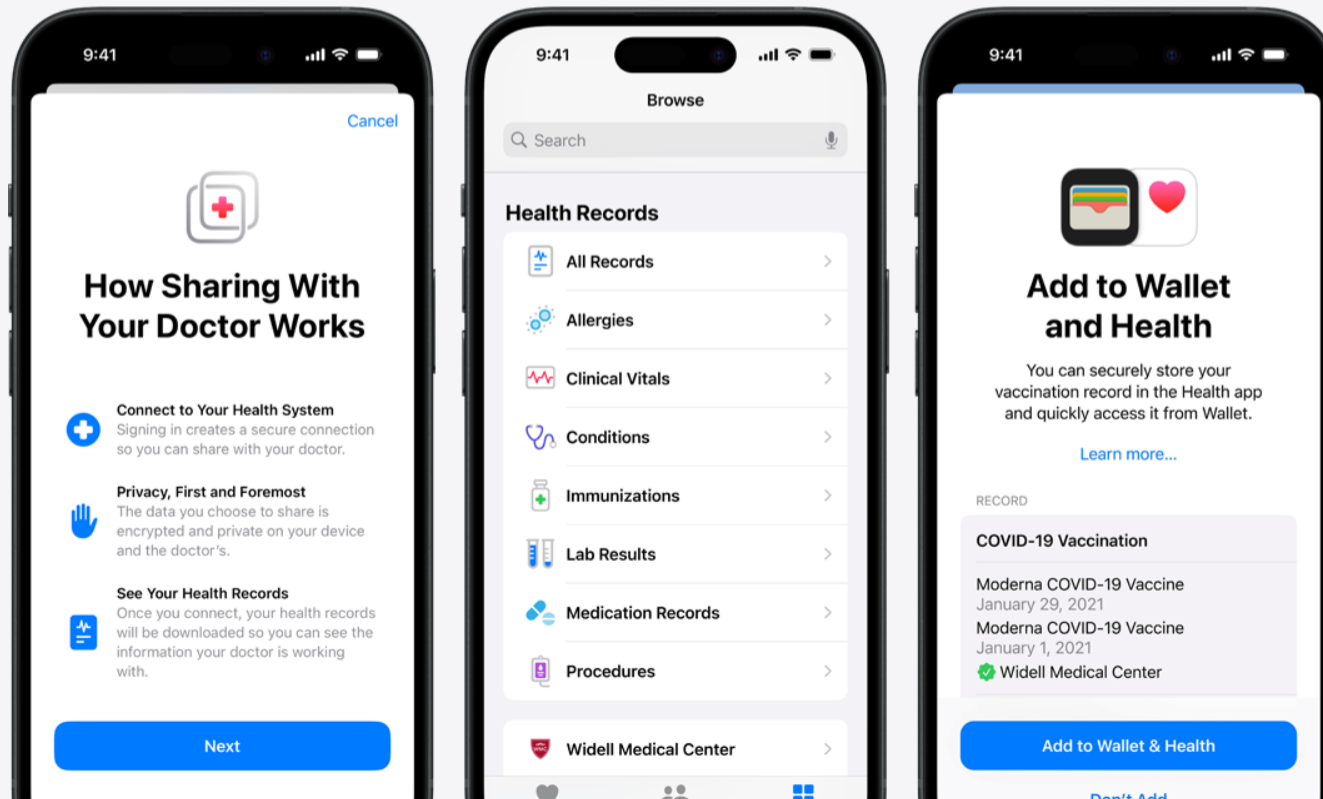 9:41
Cancel
How Sharing With
Your Doctor Works
Connect to Your Health System
Signing in creates a secure connection
so you can share with your doctor.
Privacy, First and Foremost
The data you choose to share is
encrypted and private on your device
and the doctor's.
See Your Health Records
Once you connect, your health records
will be downloaded so you can see the
information your doctor is working
with.
Next
9:41
Browse
Search
Health Records
All Records
Allergies
Clinical Vitals
Conditions
Immunizations
Lab Results
Medication Records
Procedures
WMC
Widell Medical Center
9:41
Add to Wallet
and Health
You can securely store your
vaccination record in the Health app
and quickly access it from Wallet.
Learn more...
RECORD
COVID-19 Vaccination
Moderna COVID-19 Vaccine
January 29, 2021
Moderna COVID-19 Vaccine
January 1, 2021
Widell Medical Center
Add to Wallet & Health
Don't Add